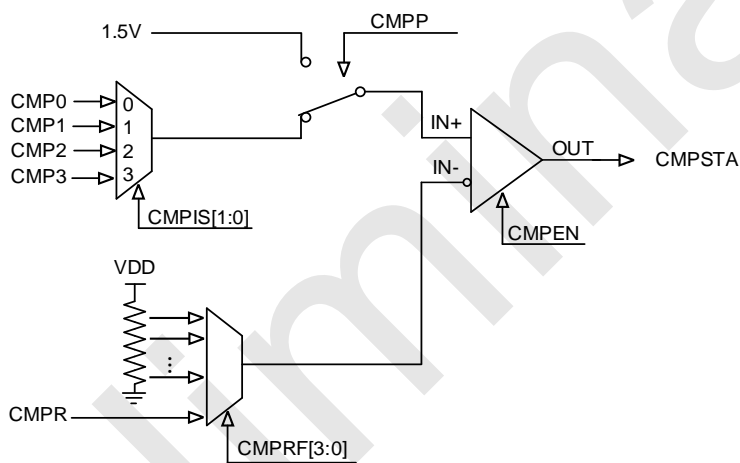 1.5V
CMPP
CMP0
CMP1
CMP2
CMP3
0
1
2
3
IN+
IN-
OUT
CMPSTA
CMPIS[1:0]
CMPEN
VDD
CMPR
CMPRF[3:0]